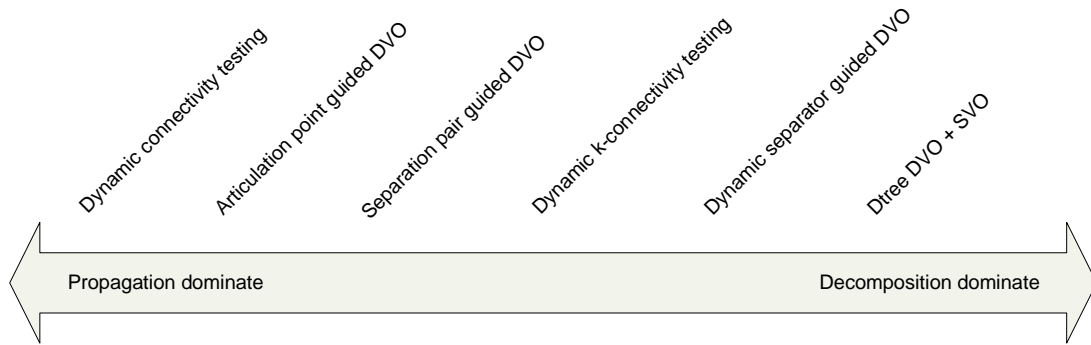 Dynamic connectivity testing
Articulation point guided DVO
Separation pair guided DVO
Dynamic k-connectivity testing
Dynamic separator guided DVO
Dtree DVO + SVO
Propagation dominate
Decomposition dominate